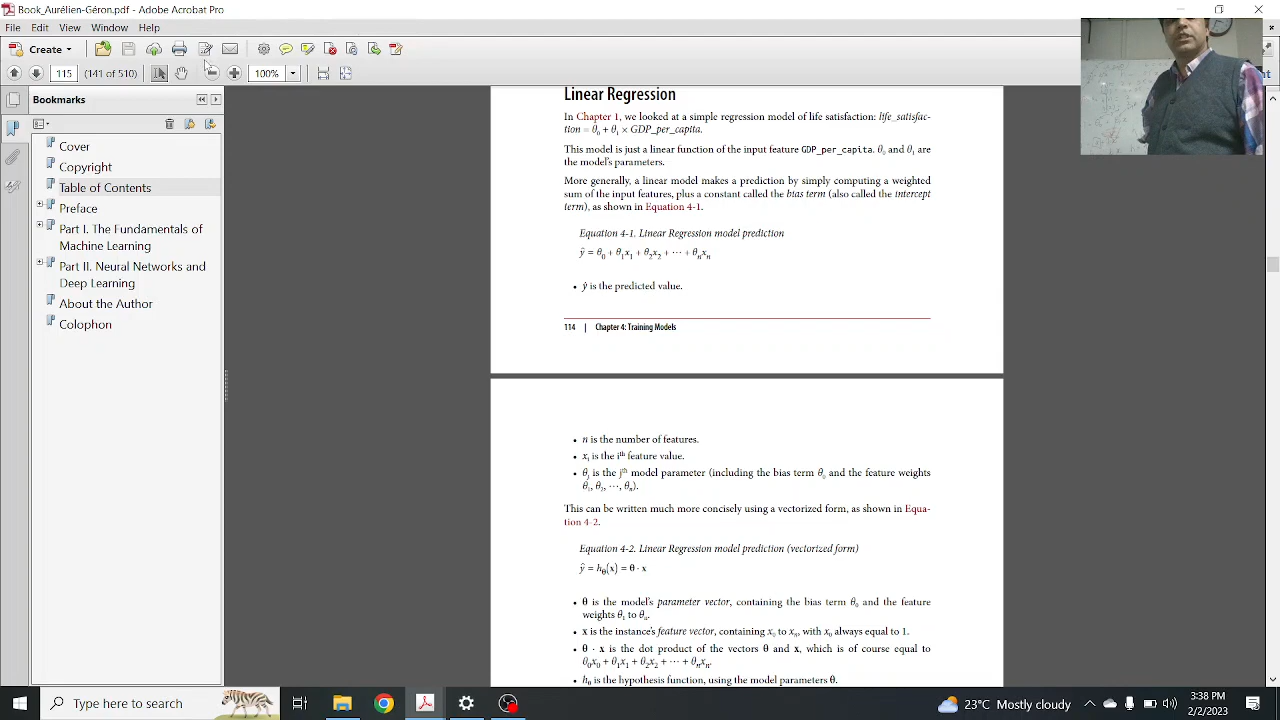 Book_Aurélien-Géron.pdf - Adobe Acrobat Pro
File Edit View Window Help
Create
115 (141 of 510) 100%
Bookmarks
Cover
Copyright
Table of Contents
Preface
Part I. The Fundamentals of
Machine Learning
Part II. Neural Networks and
Deep Learning
About the Author
Colophon
Linear Regression
In Chapter 1, we looked at a simple regression model of life satisfaction: life_satisfac-
tion = θ0 + θ1 × GDP_per_capita.
This model is just a linear function of the input feature GDP_per_capita. θ0 and θ1 are
the model's parameters.
More generally, a linear model makes a prediction by simply computing a weighted
sum of the input features, plus a constant called the bias term (also called the intercept
term), as shown in Equation 4-1.
Equation 4-1. Linear Regression model prediction
ŷ = θ0 + θ1x1 + θ2x2 + ⋯ + θnxn
• ŷ is the predicted value.
114 | Chapter 4: Training Models
• n is the number of features.
• xi is the ith feature value.
• θj is the jth model parameter (including the bias term θ0 and the feature weights
θ1, θ2, ⋯, θn).
This can be written much more concisely using a vectorized form, as shown in Equa-
tion 4-2.
Equation 4-2. Linear Regression model prediction (vectorized form)
ŷ = hθ(x) = θ · x
• θ is the model's parameter vector, containing the bias term θ0 and the feature
weights θ1 to θn.
• x is the instance's feature vector, containing x0 to xn, with x0 always equal to 1.
• θ · x is the dot product of the vectors θ and x, which is of course equal to
θ0x0 + θ1x1 + θ2x2 + ⋯ + θnxn.
• hθ is the hypothesis function, using the model parameters θ.
Type here to search
23°C Mostly cloudy
3:38 PM
2/2/2023